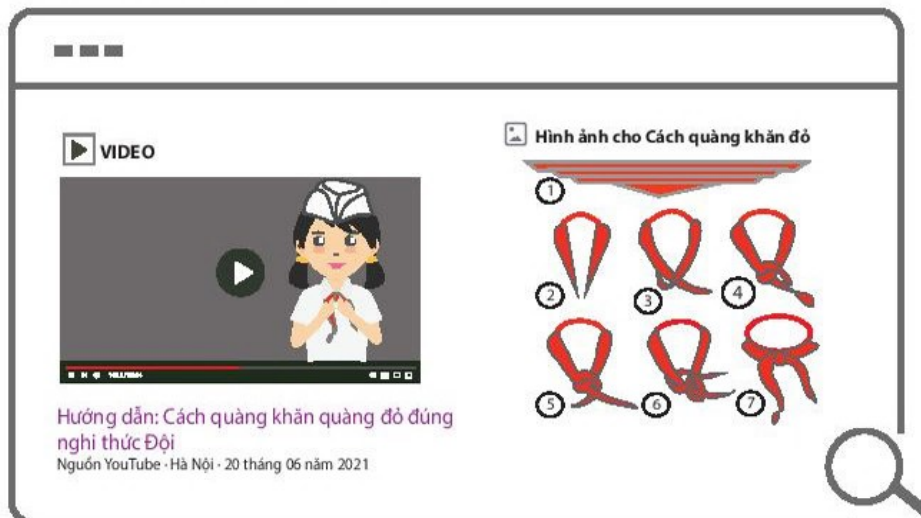 VIDEO
Hướng dẫn: Cách quàng khăn quàng đỏ đúng
nghi thức Đội
Nguồn YouTube · Hà Nội · 20 tháng 06 năm 2021
Hình ảnh cho Cách quàng khăn đỏ
1
2
3
4
5
6
7